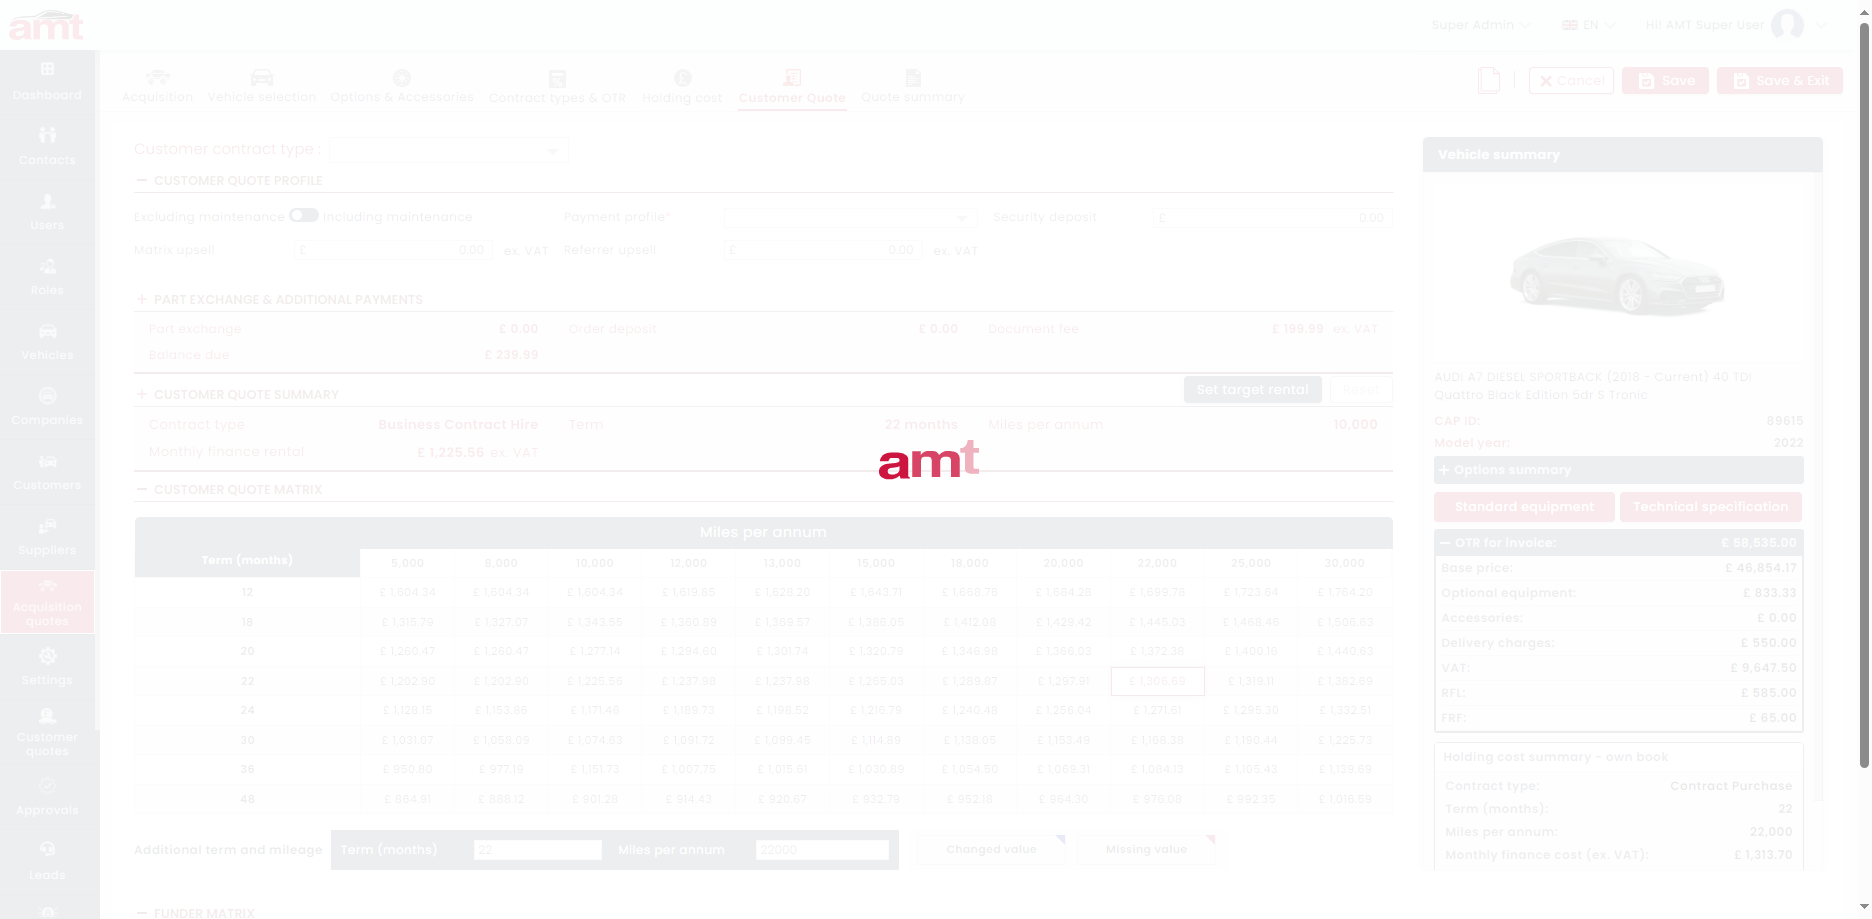 amt
Super Admin
EN
Hi! AMT Super User
Dashboard
Contacts
Users
Roles
Vehicles
Companies
Customers
Suppliers
Acquisition
quotes
Settings
Customer
quotes
Approvals
Leads
Acquisition
Vehicle selection
Options & Accessories
Contract types & OTR
Holding cost
Customer Quote
Quote summary
Cancel
Save
Save & Exit
Customer contract type :
CUSTOMER QUOTE PROFILE
Excluding maintenance Including maintenance Payment profile* Security deposit £ 0.00
Matrix upsell £ 0.00 ex. VAT Referrer upsell £ 0.00 ex. VAT
PART EXCHANGE & ADDITIONAL PAYMENTS
Part exchange £ 0.00 Order deposit £ 0.00 Document fee £ 199.99 ex. VAT
Balance due £ 239.99
CUSTOMER QUOTE SUMMARY
Set target rental Reset
Contract type Business Contract Hire Term 22 months Miles per annum 10,000
Monthly finance rental £ 1,225.56 ex. VAT
amt
CUSTOMER QUOTE MATRIX
Miles per annum
Term (months) 5,000 8,000 10,000 12,000 13,000 15,000 18,000 20,000 22,000 25,000 30,000
12 £ 1,604.34 £ 1,604.34 £ 1,604.34 £ 1,619.85 £ 1,628.20 £ 1,643.71 £ 1,668.76 £ 1,684.28 £ 1,699.78 £ 1,723.64 £ 1,764.20
18 £ 1,315.79 £ 1,327.07 £ 1,343.55 £ 1,360.89 £ 1,369.57 £ 1,386.05 £ 1,412.08 £ 1,429.42 £ 1,445.03 £ 1,468.46 £ 1,506.63
20 £ 1,260.47 £ 1,260.47 £ 1,277.14 £ 1,294.60 £ 1,301.74 £ 1,320.79 £ 1,346.98 £ 1,366.03 £ 1,372.38 £ 1,400.16 £ 1,440.63
22 £ 1,202.90 £ 1,202.90 £ 1,225.56 £ 1,237.98 £ 1,237.98 £ 1,265.03 £ 1,289.87 £ 1,297.91 £ 1,306.69 £ 1,319.11 £ 1,382.69
24 £ 1,128.15 £ 1,153.88 £ 1,171.46 £ 1,189.73 £ 1,198.52 £ 1,216.79 £ 1,240.48 £ 1,256.04 £ 1,271.61 £ 1,295.30 £ 1,332.51
30 £ 1,031.07 £ 1,058.09 £ 1,074.63 £ 1,091.72 £ 1,098.45 £ 1,114.89 £ 1,138.05 £ 1,153.49 £ 1,168.38 £ 1,190.44 £ 1,225.73
36 £ 950.80 £ 977.19 £ 1,151.73 £ 1,007.75 £ 1,015.61 £ 1,030.89 £ 1,054.50 £ 1,069.31 £ 1,084.13 £ 1,105.43 £ 1,139.69
48 £ 864.91 £ 888.12 £ 901.28 £ 914.43 £ 920.67 £ 932.79 £ 952.18 £ 964.30 £ 976.08 £ 992.35 £ 1,016.59
Additional term and mileage Term (months) 22 Miles per annum 22000 Changed value Missing value
FUNDER MATRIX
Vehicle summary
AUDI A7 DIESEL SPORTBACK (2018 - Current) 40 TDI
Quattro Black Edition 5dr S Tronic
CAP ID: 89615
Model year: 2022
Options summary
Standard equipment Technical specification
OTR for invoice: £ 58,535.00
Base price: £ 46,854.17
Optional equipment: £ 833.33
Accessories: £ 0.00
Delivery charges: £ 550.00
VAT: £ 9,647.50
RFL: £ 585.00
FRF: £ 65.00
Holding cost summary - own book
Contract type: Contract Purchase
Term (months): 22
Miles per annum: 22,000
Monthly finance cost (ex. VAT): £ 1,313.70